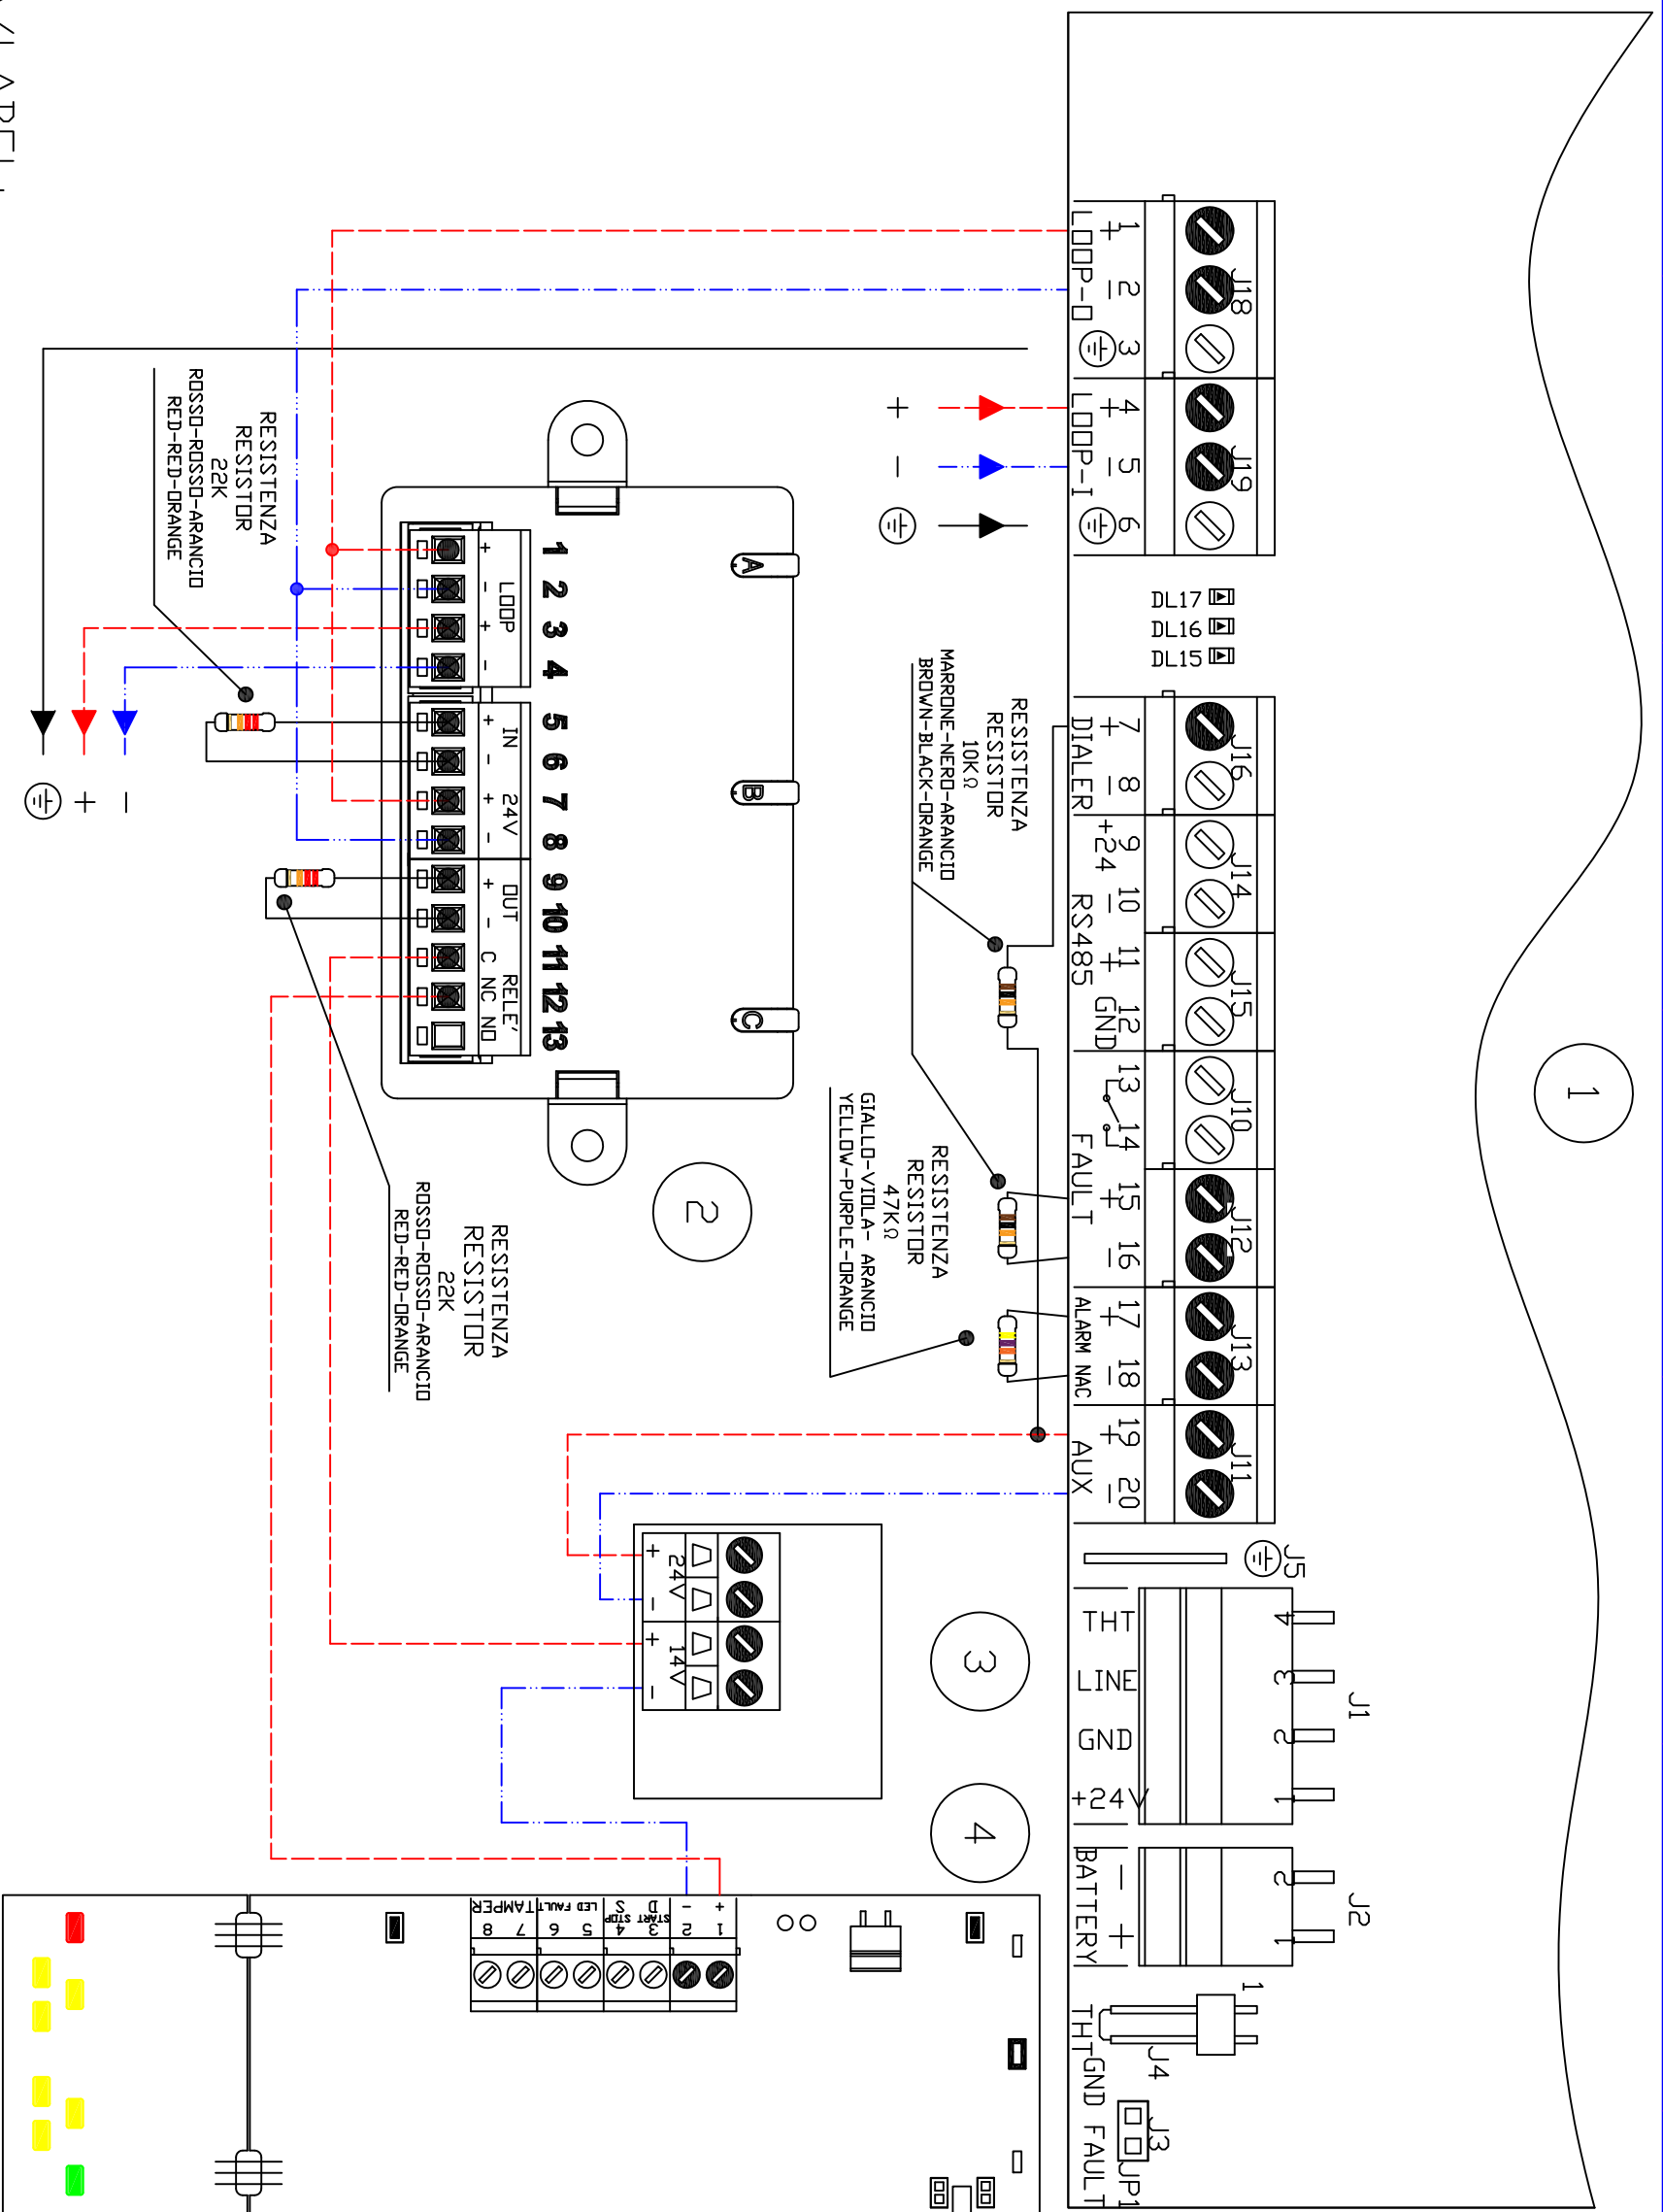 1
J18
J19
J16
J14
J15
J10
J12
J13
J11
J5
J1
J2
1 2 3 4 5 6
+ - + -
LOOP-O
LOOP-I
DL17
DL16
DL15
7 8 9 10 11 12 13 14 15 16 17 18 19 20
+ - +24 - + GND + - + - + -
DIALER
RS485
FAULT
ALARM NAC
AUX
4 3 2 1
THT
LINE
GND
+24V
2 1
- +
BATTERY
1
J4
THT
J3
JP1
GND FAULT
+
-
RESISTENZA
RESISTOR
10KΩ
MARRONE-NERO-ARANCIO
BROWN-BLACK-ORANGE
RESISTENZA
RESISTOR
47KΩ
GIALLO-VIOLA- ARANCIO
YELLOW-PURPLE-ORANGE
3
4
A
B
C
2
1 2 3 4 5 6 7 8 9 10 11 12 13
LOOP
IN
24V
OUT
RELE'
+ - + - + - + - + - C NC NO
24V
14V
+ - + -
RESISTENZA
RESISTOR
22K
ROSSO-ROSSO-ARANCIO
RED-RED-ORANGE
RESISTENZA
RESISTOR
22K
ROSSO-ROSSO-ARANCIO
RED-RED-ORANGE
-
+
8 7 6 5 4 3 2 1
TAMPER
LED FAULT
STOP
START
S D - +